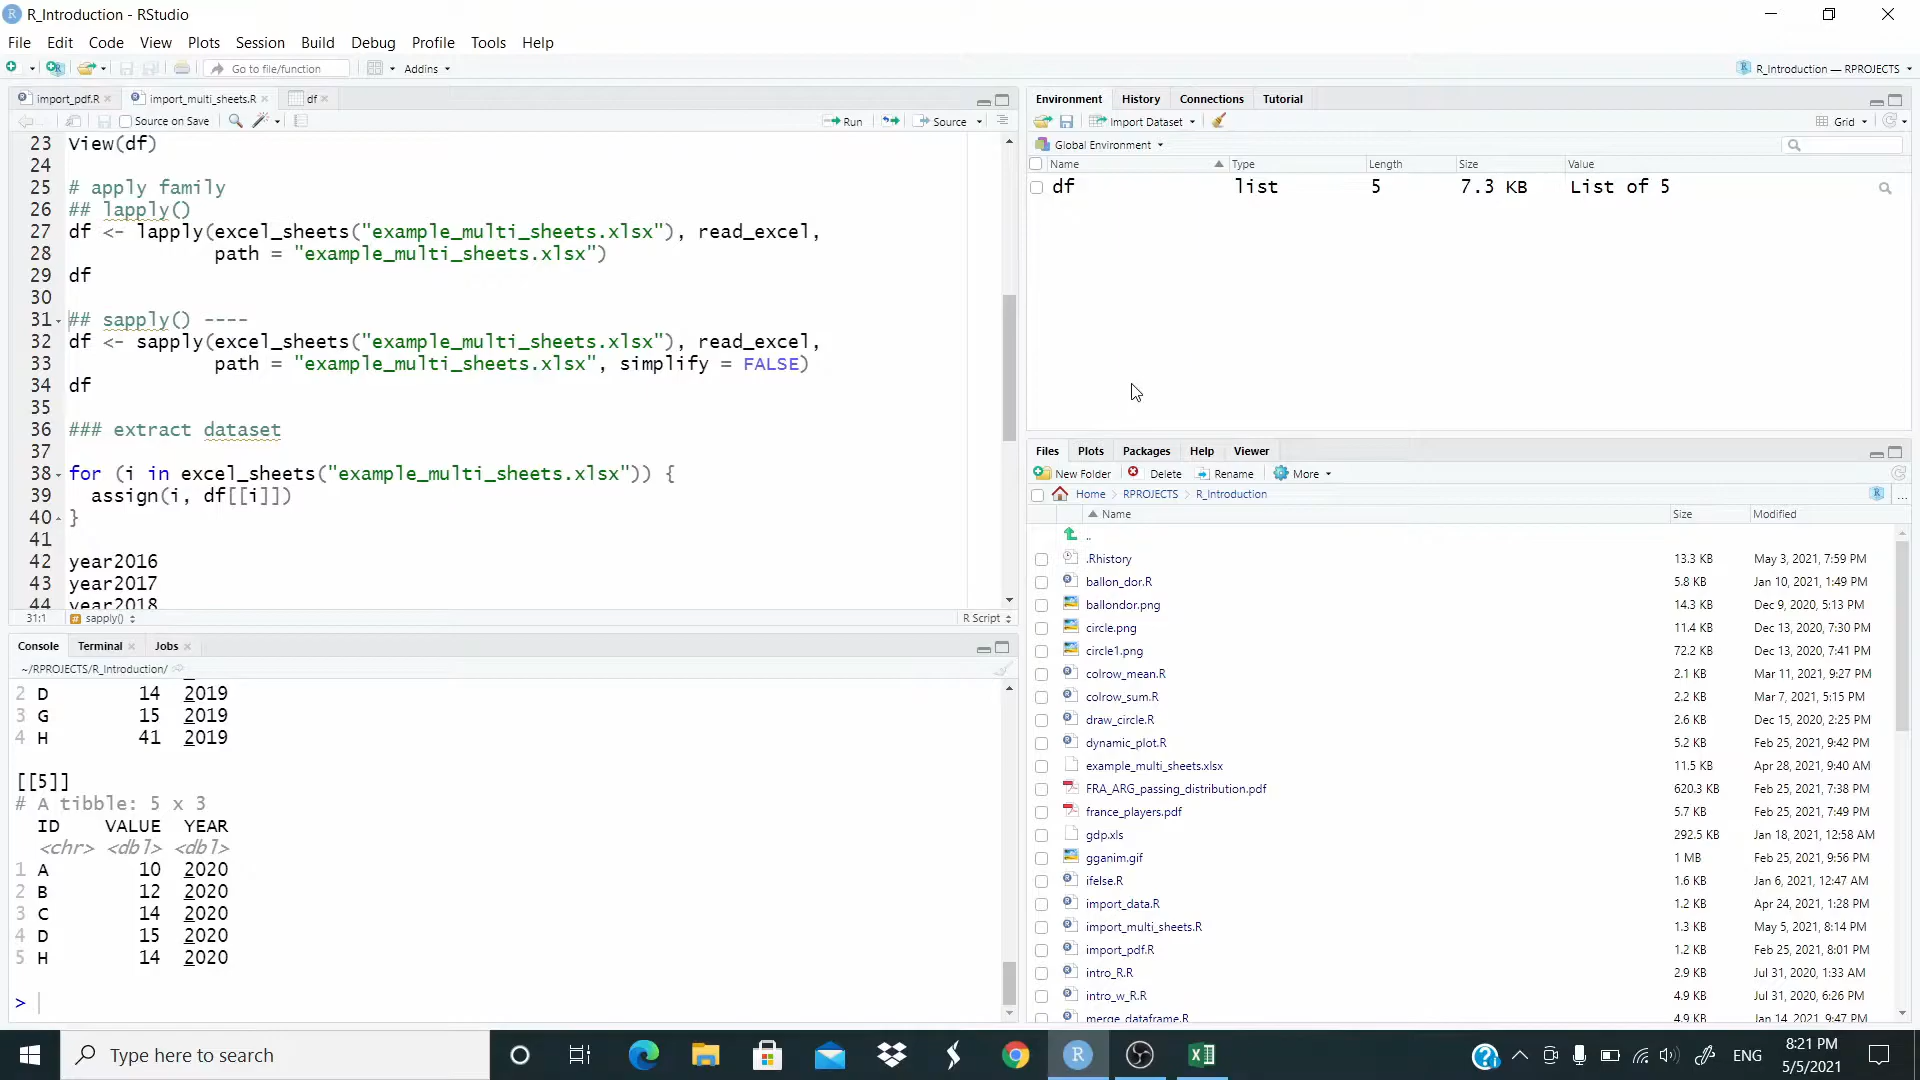 R_Introduction - RStudio
File Edit Code View Plots Session Build Debug Profile Tools Help
Go to file/function Addins R_Introduction — RPROJECTS
import_pdf.R import_multi_sheets.R df
Source on Save Run Source
23 View(df)
24
25 # apply family
26 ## lapply()
27 df <- lapply(excel_sheets("example_multi_sheets.xlsx"), read_excel,
28 path = "example_multi_sheets.xlsx")
29 df
30
31 ## sapply() ----
32 df <- sapply(excel_sheets("example_multi_sheets.xlsx"), read_excel,
33 path = "example_multi_sheets.xlsx", simplify = FALSE)
34 df
35
36 ### extract dataset
37
38 for (i in excel_sheets("example_multi_sheets.xlsx")) {
39 assign(i, df[[i]])
40 }
41
42 year2016
43 year2017
44 year2018
31:1 # sapply() R Script
Console Terminal Jobs
~/RPROJECTS/R_Introduction/
2 D 14 2019
3 G 15 2019
4 H 41 2019
[[5]]
# A tibble: 5 x 3
ID VALUE YEAR
<chr> <dbl> <dbl>
1 A 10 2020
2 B 12 2020
3 C 14 2020
4 D 15 2020
5 H 14 2020
>
Environment History Connections Tutorial
Import Dataset Grid
Global Environment
Name Type Length Size Value
df list 5 7.3 KB List of 5
Files Plots Packages Help Viewer
New Folder Delete Rename More
Home RPROJECTS R_Introduction ...
Name Size Modified
..
.Rhistory 13.3 KB May 3, 2021, 7:59 PM
ballon_dor.R 5.8 KB Jan 10, 2021, 1:49 PM
ballondor.png 14.3 KB Dec 9, 2020, 5:13 PM
circle.png 11.4 KB Dec 13, 2020, 7:30 PM
circle1.png 72.2 KB Dec 13, 2020, 7:41 PM
colrow_mean.R 2.1 KB Mar 11, 2021, 9:27 PM
colrow_sum.R 2.2 KB Mar 7, 2021, 5:15 PM
draw_circle.R 2.6 KB Dec 15, 2020, 2:25 PM
dynamic_plot.R 5.2 KB Feb 25, 2021, 9:42 PM
example_multi_sheets.xlsx 11.5 KB Apr 28, 2021, 9:40 AM
FRA_ARG_passing_distribution.pdf 620.3 KB Feb 25, 2021, 7:38 PM
france_players.pdf 5.7 KB Feb 25, 2021, 7:49 PM
gdp.xls 292.5 KB Jan 18, 2021, 12:58 AM
gganim.gif 1 MB Feb 25, 2021, 9:56 PM
ifelse.R 1.6 KB Jan 6, 2021, 12:47 AM
import_data.R 1.2 KB Apr 24, 2021, 1:28 PM
import_multi_sheets.R 1.3 KB May 5, 2021, 8:14 PM
import_pdf.R 1.2 KB Feb 25, 2021, 8:01 PM
intro_R.R 2.9 KB Jul 31, 2020, 1:33 AM
intro_w_R.R 4.9 KB Jul 31, 2020, 6:26 PM
merge_dataframe.R 4.9 KB Jan 14, 2021, 9:47 PM
Type here to search
ENG
8:21 PM
5/5/2021